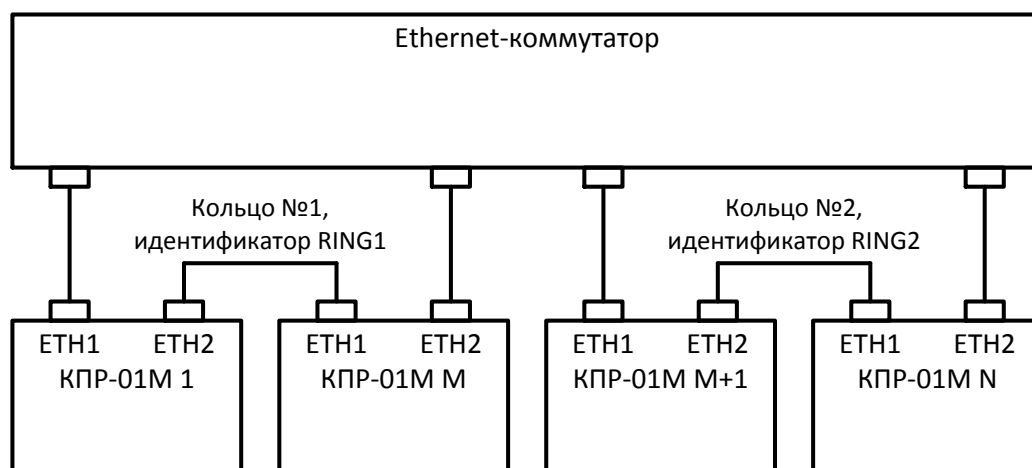 Ethernet-коммутатор
Кольцо №1,
идентификатор RING1
Кольцо №2,
идентификатор RING2
ETH1 ETH2
КПР-01М 1
ETH1 ETH2
КПР-01М M
ETH1 ETH2
КПР-01М M+1
ETH1 ETH2
КПР-01М N